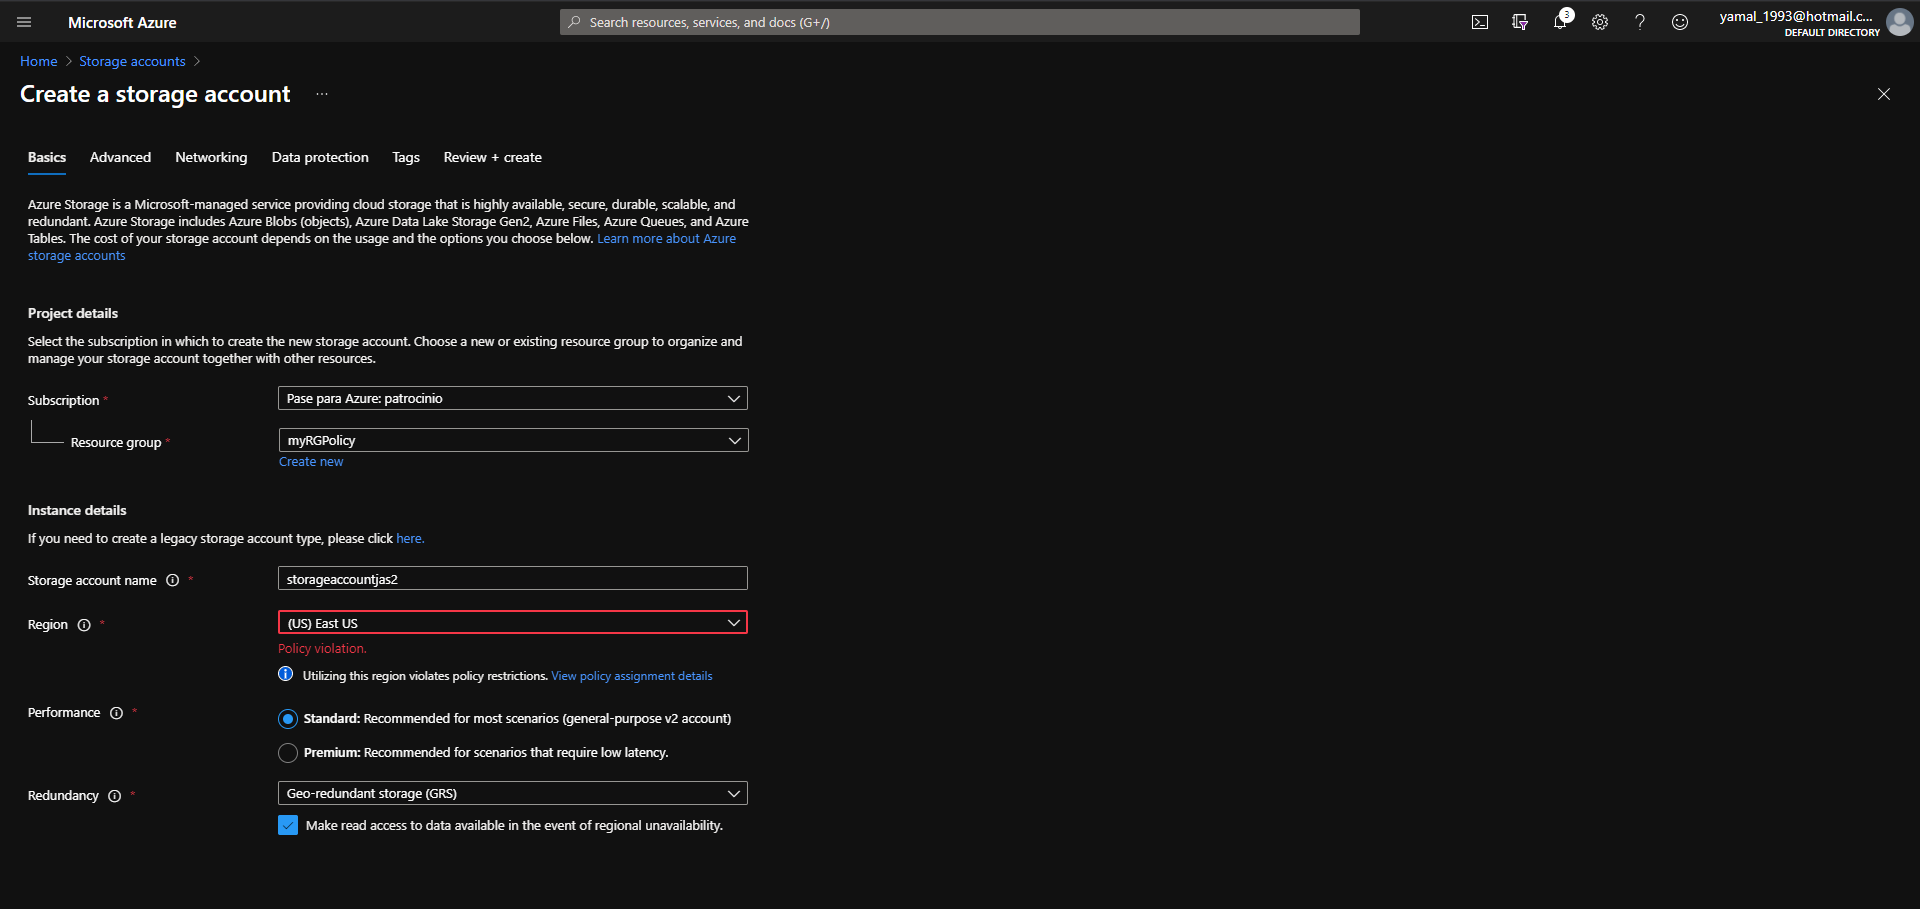 Microsoft Azure
Search resources, services, and docs (G+/)
3
yamal_1993@hotmail.c...
DEFAULT DIRECTORY
Home > Storage accounts >
Create a storage account ...
Basics Advanced Networking Data protection Tags Review + create
Azure Storage is a Microsoft-managed service providing cloud storage that is highly available, secure, durable, scalable, and
redundant. Azure Storage includes Azure Blobs (objects), Azure Data Lake Storage Gen2, Azure Files, Azure Queues, and Azure
Tables. The cost of your storage account depends on the usage and the options you choose below. Learn more about Azure
storage accounts
Project details
Select the subscription in which to create the new storage account. Choose a new or existing resource group to organize and
manage your storage account together with other resources.
Subscription * Pase para Azure: patrocinio
Resource group * myRGPolicy
Create new
Instance details
If you need to create a legacy storage account type, please click here.
Storage account name * storageaccountjas2
Region * (US) East US
Policy violation.
Utilizing this region violates policy restrictions. View policy assignment details
Performance * Standard: Recommended for most scenarios (general-purpose v2 account)
Premium: Recommended for scenarios that require low latency.
Redundancy * Geo-redundant storage (GRS)
Make read access to data available in the event of regional unavailability.